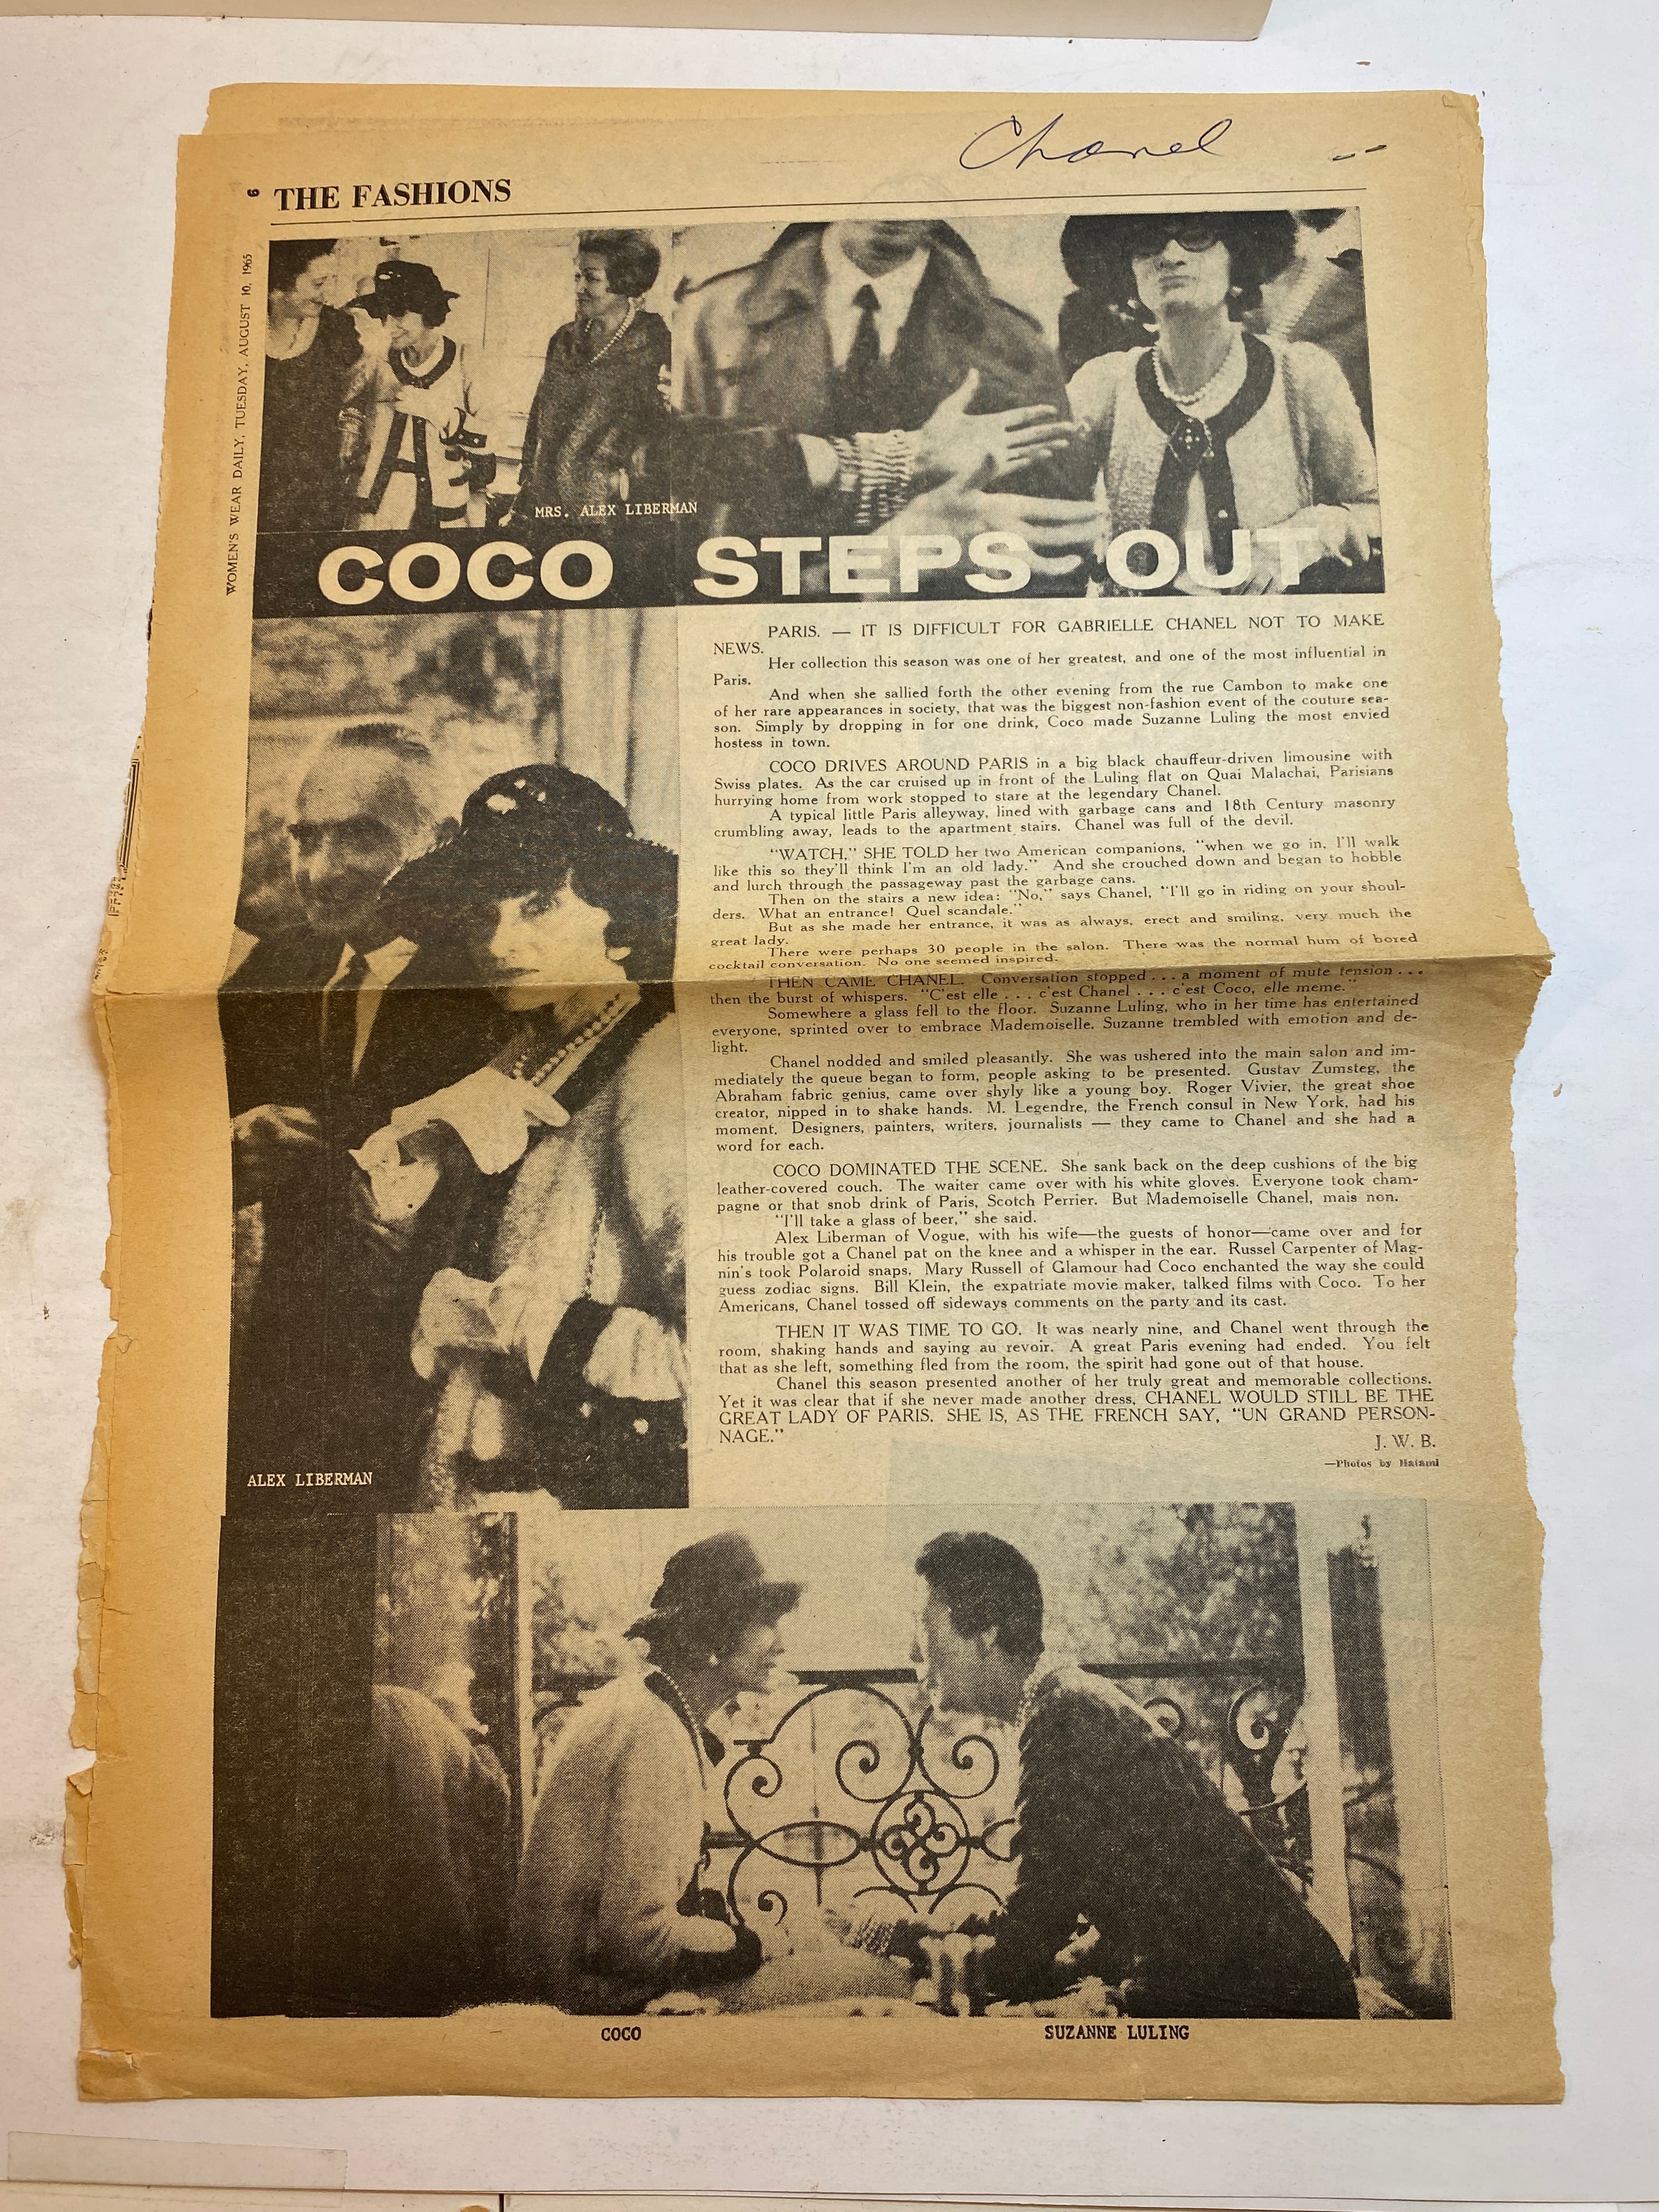 Chanel --
6
THE FASHIONS
WOMEN'S WEAR DAILY, TUESDAY, AUGUST 10, 1965
MRS. ALEX LIBERMAN
COCO STEPS OUT
PARIS. — IT IS DIFFICULT FOR GABRIELLE CHANEL NOT TO MAKE
NEWS.
Her collection this season was one of her greatest, and one of the most influential in
Paris.
And when she sallied forth the other evening from the rue Cambon to make one
of her rare appearances in society, that was the biggest non-fashion event of the couture sea-
son. Simply by dropping in for one drink, Coco made Suzanne Luling the most envied
hostess in town.
COCO DRIVES AROUND PARIS in a big black chauffeur-driven limousine with
Swiss plates. As the car cruised up in front of the Luling flat on Quai Malachai, Parisians
hurrying home from work stopped to stare at the legendary Chanel.
A typical little Paris alleyway, lined with garbage cans and 18th Century masonry
crumbling away, leads to the apartment stairs. Chanel was full of the devil.
"WATCH," SHE TOLD her two American companions, "when we go in, I'll walk
like this so they'll think I'm an old lady." And she crouched down and began to hobble
and lurch through the passageway past the garbage cans.
Then on the stairs a new idea: "No," says Chanel, "I'll go in riding on your shoul-
ders. What an entrance! Quel scandale."
But as she made her entrance, it was as always, erect and smiling, very much the
great lady.
There were perhaps 30 people in the salon. There was the normal hum of bored
cocktail conversation. No one seemed inspired.
THEN CAME CHANEL. Conversation stopped . . . a moment of mute tension . . .
then the burst of whispers. "C'est elle . . . c'est Chanel . . . c'est Coco, elle meme."
Somewhere a glass fell to the floor. Suzanne Luling, who in her time has entertained
everyone, sprinted over to embrace Mademoiselle. Suzanne trembled with emotion and de-
light.
Chanel nodded and smiled pleasantly. She was ushered into the main salon and im-
mediately the queue began to form, people asking to be presented. Gustav Zumsteg, the
Abraham fabric genius, came over shyly like a young boy. Roger Vivier, the great shoe
creator, nipped in to shake hands. M. Legendre, the French consul in New York, had his
moment. Designers, painters, writers, journalists — they came to Chanel and she had a
word for each.
COCO DOMINATED THE SCENE. She sank back on the deep cushions of the big
leather-covered couch. The waiter came over with his white gloves. Everyone took cham-
pagne or that snob drink of Paris, Scotch Perrier. But Mademoiselle Chanel, mais non.
"I'll take a glass of beer," she said.
Alex Liberman of Vogue, with his wife—the guests of honor—came over and for
his trouble got a Chanel pat on the knee and a whisper in the ear. Russel Carpenter of Mag-
nin's took Polaroid snaps. Mary Russell of Glamour had Coco enchanted the way she could
guess zodiac signs. Bill Klein, the expatriate movie maker, talked films with Coco. To her
Americans, Chanel tossed off sideways comments on the party and its cast.
THEN IT WAS TIME TO GO. It was nearly nine, and Chanel went through the
room, shaking hands and saying au revoir. A great Paris evening had ended. You felt
that as she left, something fled from the room, the spirit had gone out of that house.
Chanel this season presented another of her truly great and memorable collections.
Yet it was clear that if she never made another dress, CHANEL WOULD STILL BE THE
GREAT LADY OF PARIS. SHE IS, AS THE FRENCH SAY, "UN GRAND PERSON-
NAGE."
J. W. B.
—Photos by Hatami
ALEX LIBERMAN
COCO
SUZANNE LULING